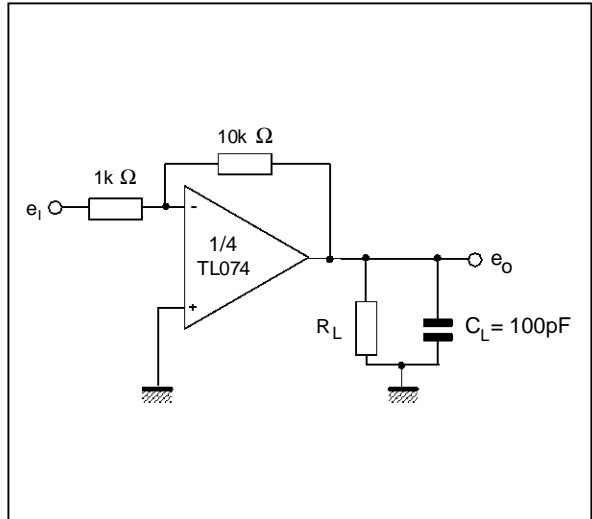 10k Ω
1k Ω
eI
-
1/4
TL074
+
eO
RL
CL= 100pF